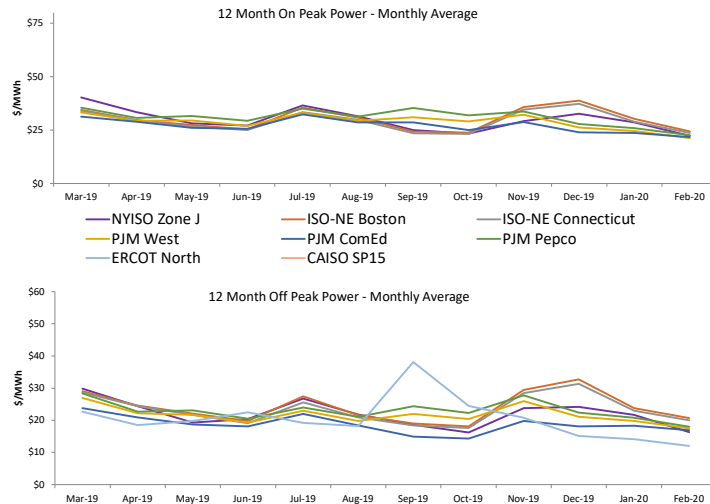 12 Month On Peak Power - Monthly Average
$75
$50
$25
$0
$/MWh
Mar-19 Apr-19 May-19 Jun-19 Jul-19 Aug-19 Sep-19 Oct-19 Nov-19 Dec-19 Jan-20 Feb-20
NYISO Zone J ISO-NE Boston ISO-NE Connecticut
PJM West PJM ComEd PJM Pepco
ERCOT North CAISO SP15
12 Month Off Peak Power - Monthly Average
$60
$50
$40
$30
$20
$10
$0
$/MWh
Mar-19 Apr-19 May-19 Jun-19 Jul-19 Aug-19 Sep-19 Oct-19 Nov-19 Dec-19 Jan-20 Feb-20